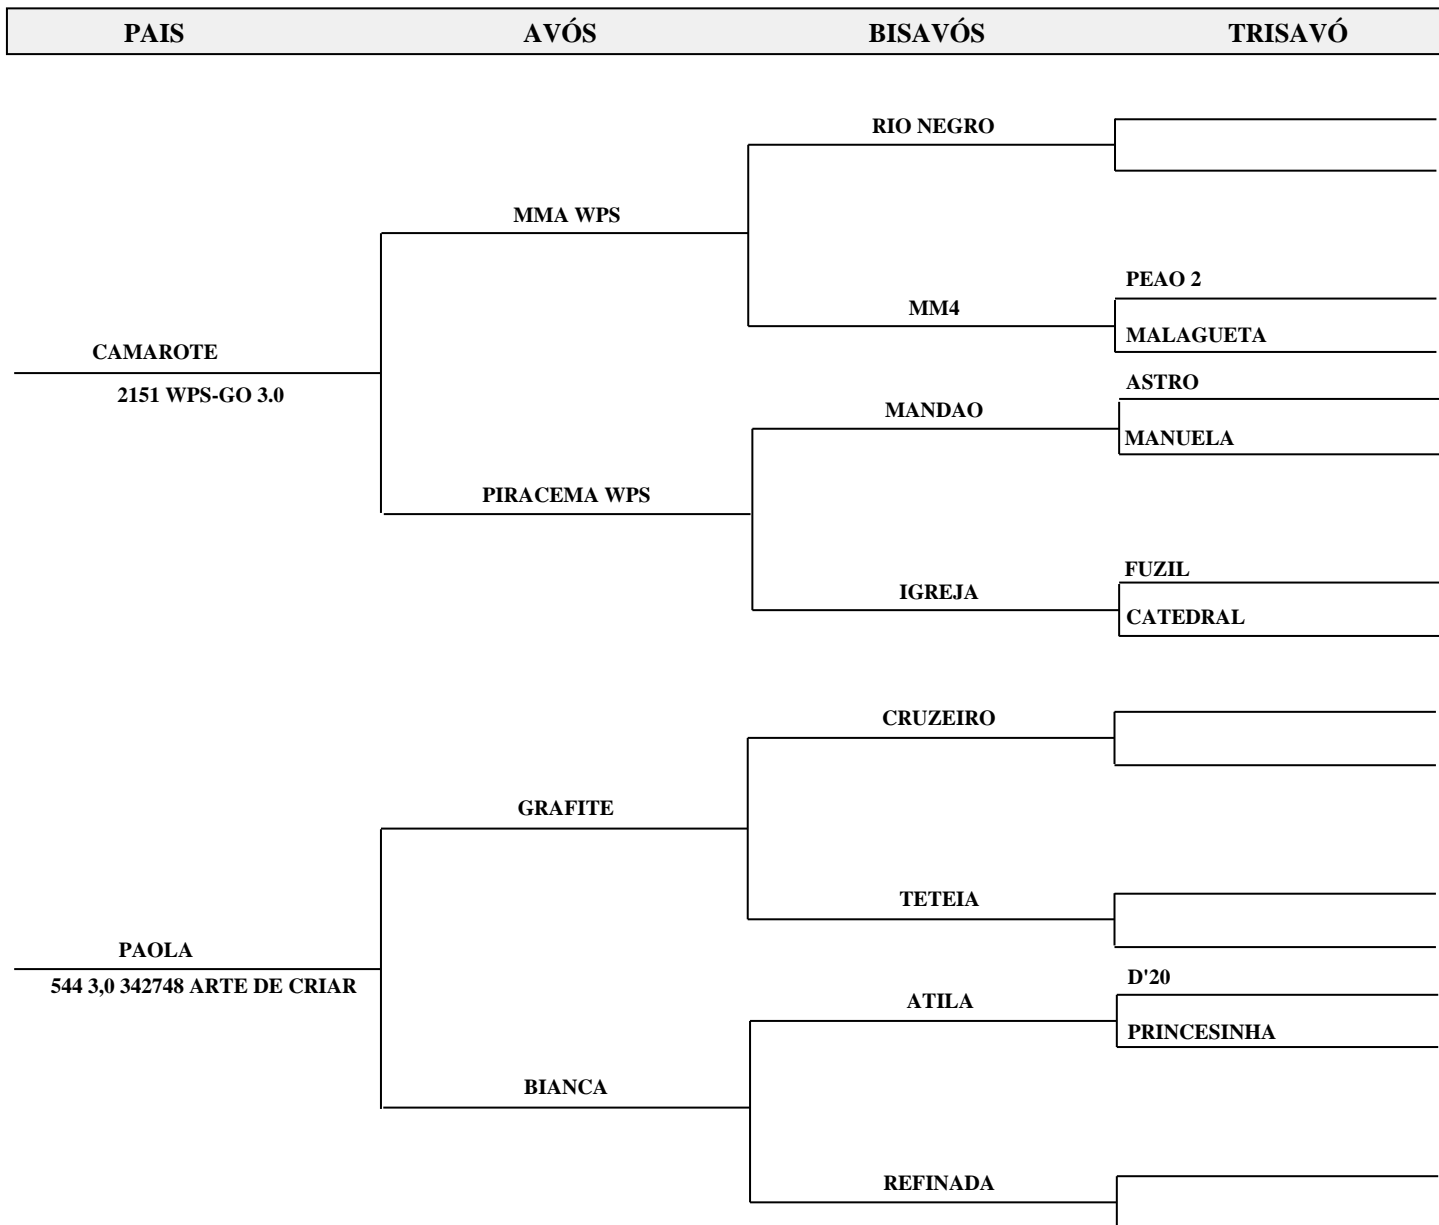 PAIS AVÓS BISAVÓS TRISAVÓ
RIO NEGRO
MMA WPS
PEAO 2
MM4
MALAGUETA
CAMAROTE
2151 WPS-GO 3.0
ASTRO
MANDAO
MANUELA
PIRACEMA WPS
FUZIL
IGREJA
CATEDRAL
CRUZEIRO
GRAFITE
TETEIA
PAOLA
544 3,0 342748 ARTE DE CRIAR
D'20
ATILA
PRINCESINHA
BIANCA
REFINADA